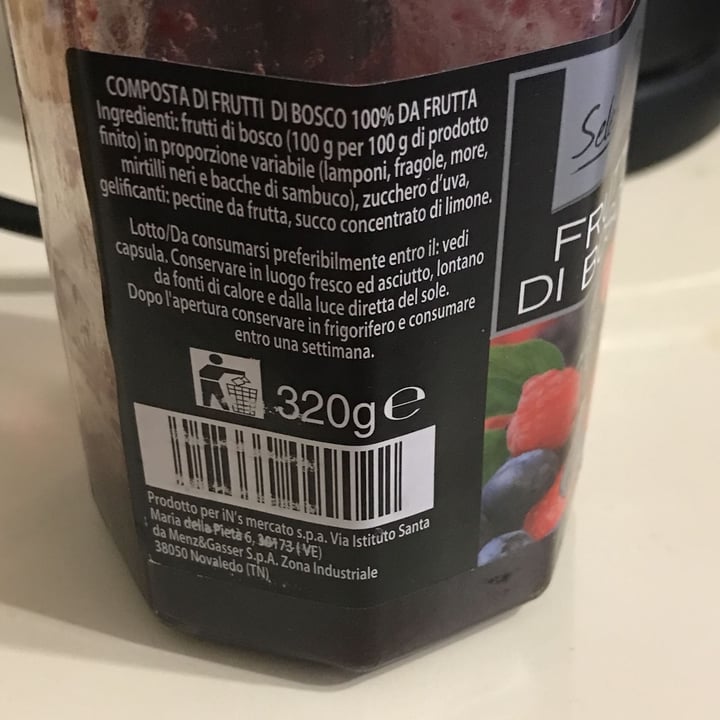 COMPOSTA DI FRUTTI DI BOSCO 100% DA FRUTTA
Ingredienti: frutti di bosco (100 g per 100 g di prodotto
finito) in proporzione variabile (lamponi, fragole, more,
mirtilli neri e bacche di sambuco), zucchero d'uva,
gelificanti: pectine da frutta, succo concentrato di limone.
Lotto/Da consumarsi preferibilmente entro il: vedi
capsula. Conservare in luogo fresco ed asciutto, lontano
da fonti di calore e dalla luce diretta del sole.
Dopo l'apertura conservare in frigorifero e consumare
entro una settimana.
320g e
Prodotto per iN's mercato s.p.a. Via Istituto Santa
Maria della Pietà 6, 30173 (VE)
da Menz&Gasser S.p.A. Zona Industriale
38050 Novaledo (TN)
DI